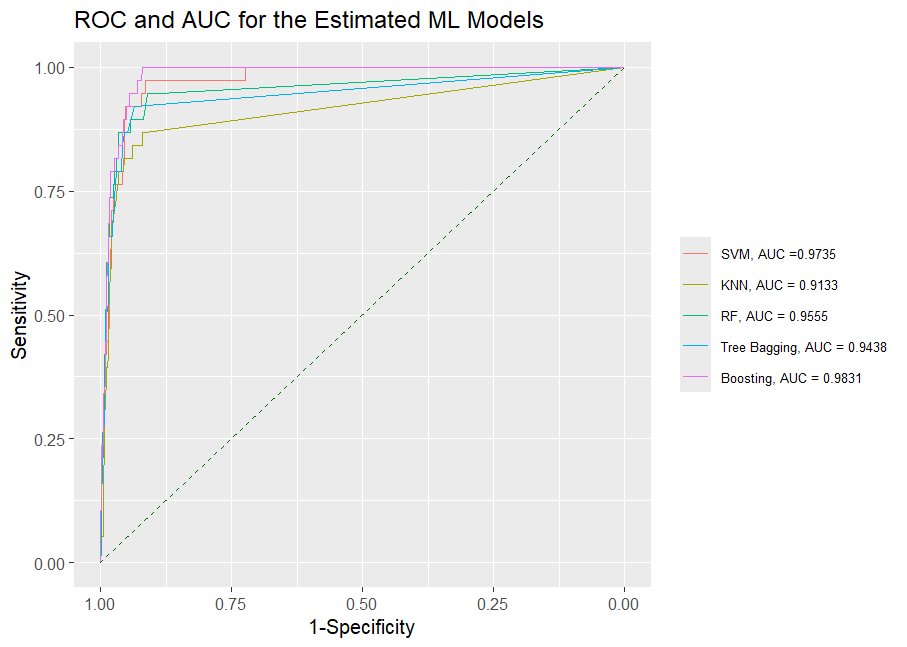 ROC and AUC for the Estimated ML Models
1.00
0.75
0.50
0.25
0.00
Sensitivity
1.00 0.75 0.50 0.25 0.00
1-Specificity
SVM, AUC =0.9735
KNN, AUC = 0.9133
RF, AUC = 0.9555
Tree Bagging, AUC = 0.9438
Boosting, AUC = 0.9831